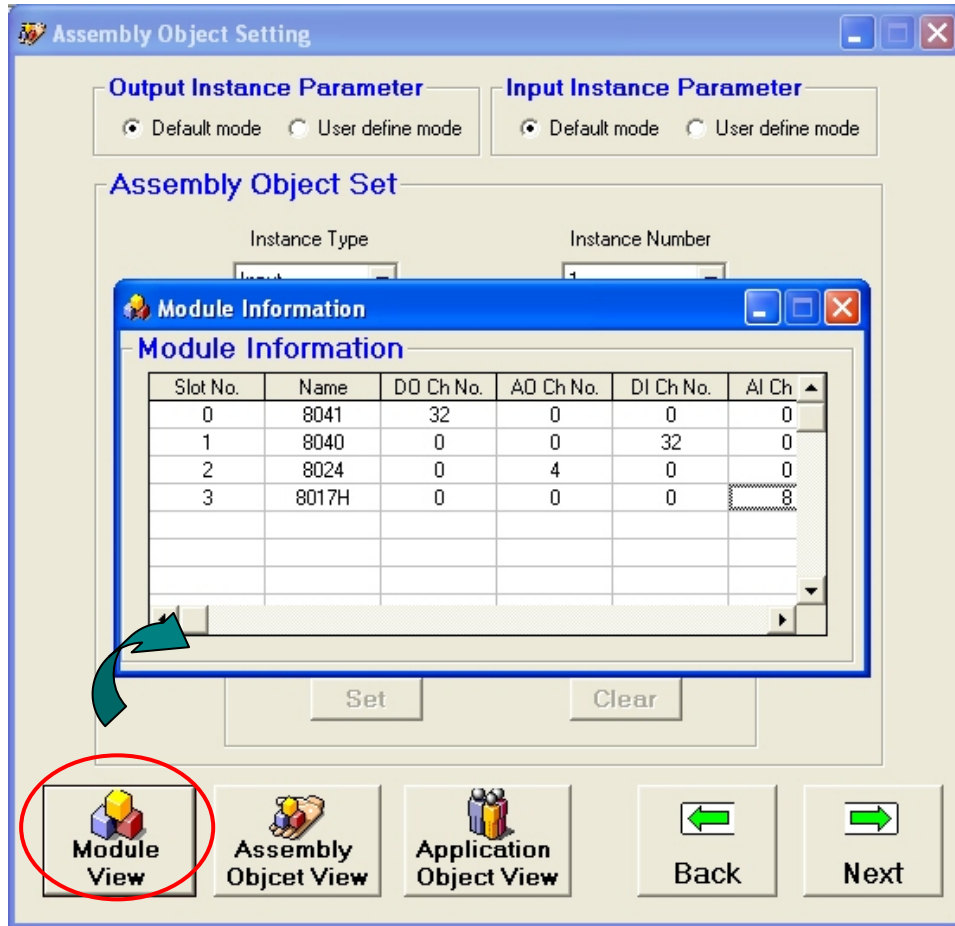 Assembly Object Setting
Output Instance Parameter
Input Instance Parameter
Default mode
User define mode
Default mode
User define mode
Assembly Object Set
Instance Type
Instance Number
Module Information
Module Information
Slot No. Name DO Ch No. AO Ch No. DI Ch No. AI Ch
0 8041 32 0 0 0
1 8040 0 0 32 0
2 8024 0 4 0 0
3 8017H 0 0 0 8
Set
Clear
Module
View
Assembly
Objcet View
Application
Object View
Back
Next